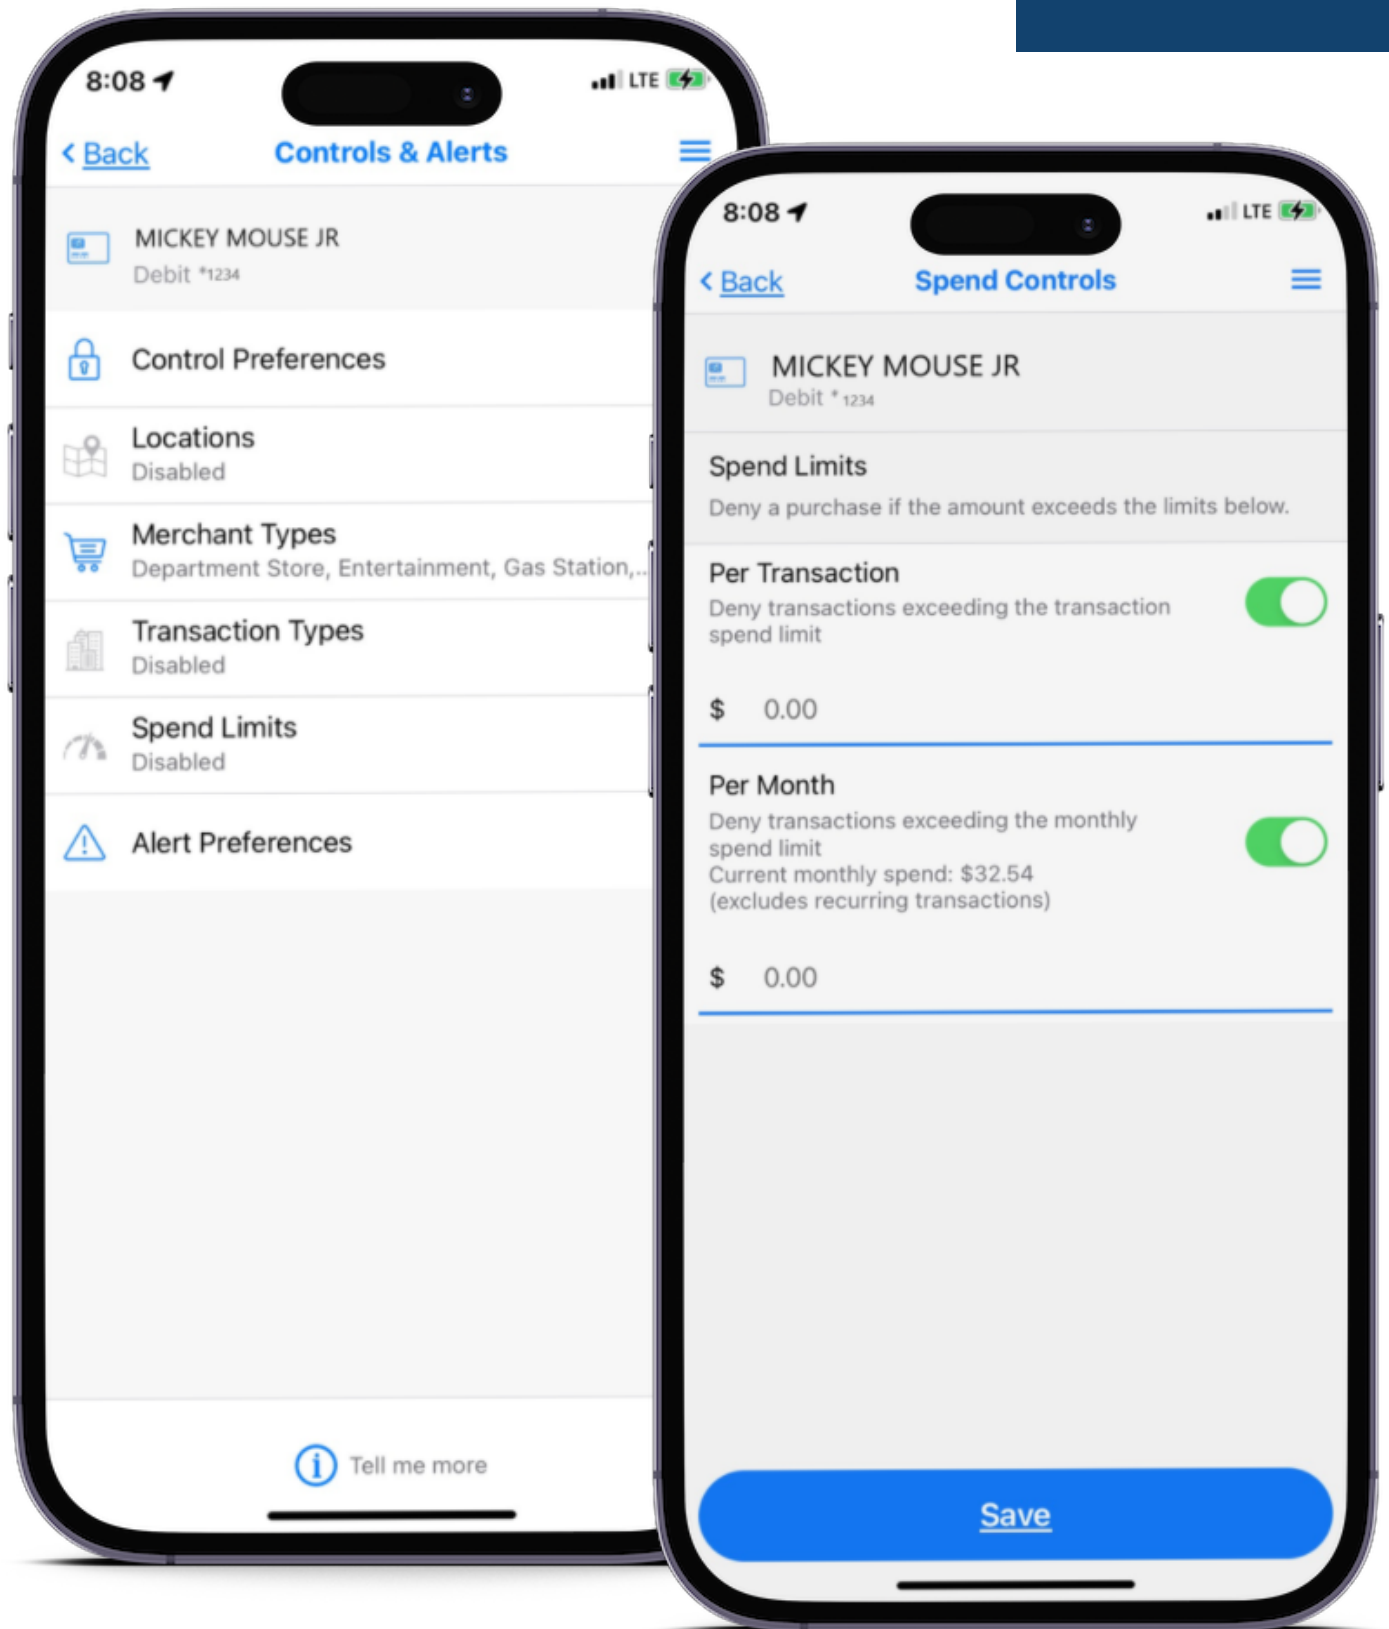 8:08
LTE
Back
Controls & Alerts
MICKEY MOUSE JR
Debit *1234
Control Preferences
Locations
Disabled
Merchant Types
Department Store, Entertainment, Gas Station,...
Transaction Types
Disabled
Spend Limits
Disabled
Alert Preferences
Tell me more
8:08
LTE
Back
Spend Controls
MICKEY MOUSE JR
Debit * 1234
Spend Limits
Deny a purchase if the amount exceeds the limits below.
Per Transaction
Deny transactions exceeding the transaction
spend limit
$ 0.00
Per Month
Deny transactions exceeding the monthly
spend limit
Current monthly spend: $32.54
(excludes recurring transactions)
$ 0.00
Save